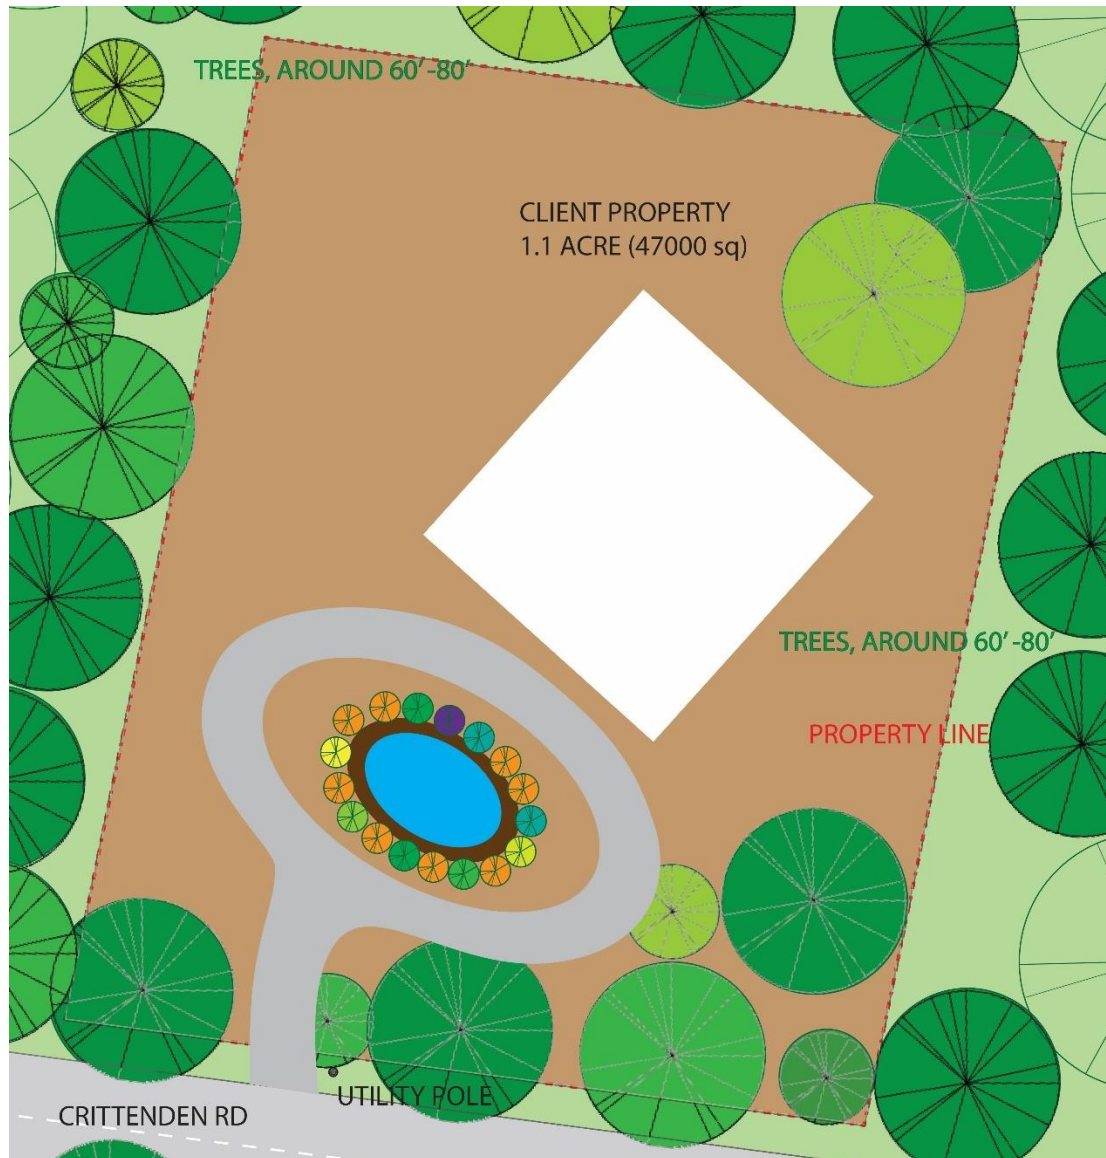 TREES, AROUND 60'-80'
CLIENT PROPERTY
1.1 ACRE (47000 sq)
TREES, AROUND 60'-80'
PROPERTY LINE
UTILITY POLE
CRITTENDEN RD